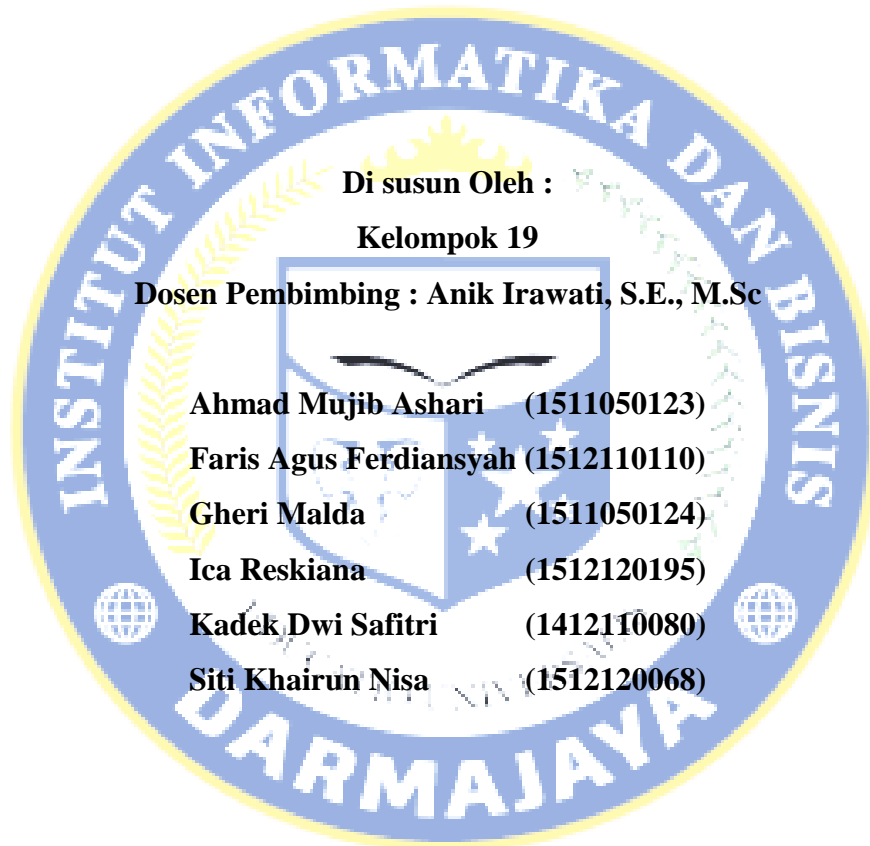 INSTITUT INFORMATIKA DAN BISNIS
Di susun Oleh :
Kelompok 19
Dosen Pembimbing : Anik Irawati, S.E., M.Sc
Ahmad Mujib Ashari (1511050123)
Faris Agus Ferdiansyah (1512110110)
Gheri Malda (1511050124)
Ica Reskiana (1512120195)
Kadek Dwi Safitri (1412110080)
Siti Khairun Nisa (1512120068)
DARMAJAYA